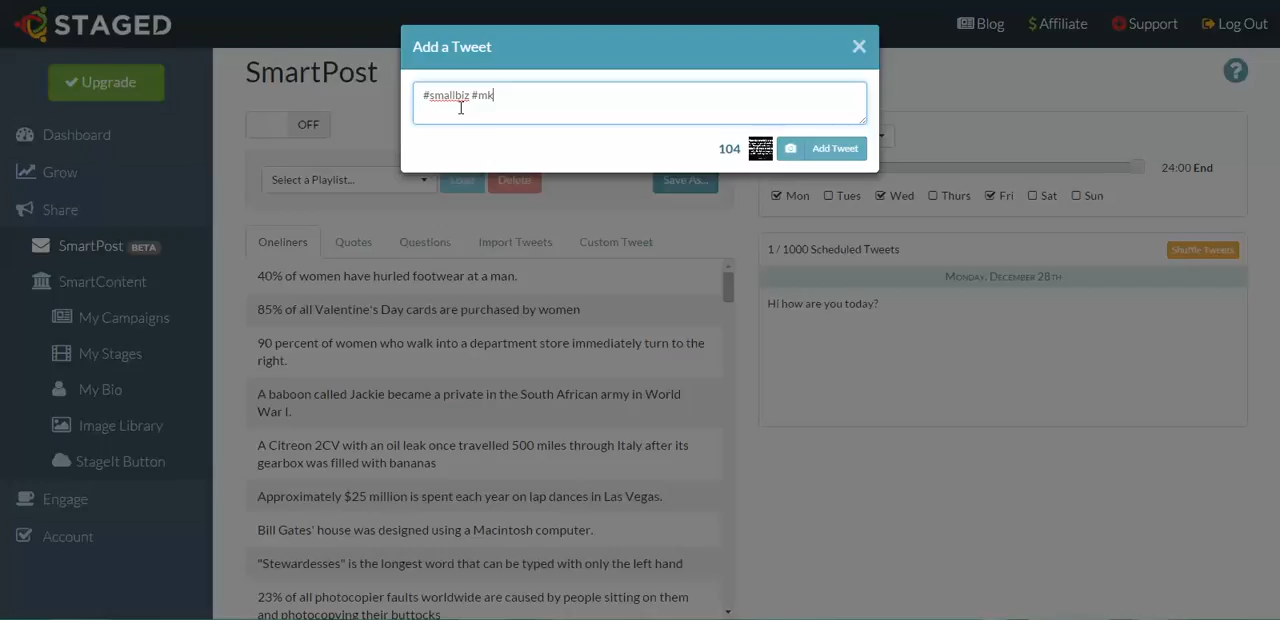 STAGED
Blog
$ Affiliate
Support
Log Out
Upgrade
Dashboard
Grow
Share
SmartPost BETA
SmartContent
My Campaigns
My Stages
My Bio
Image Library
StageIt Button
Engage
Account
SmartPost
?
OFF
Add a Tweet
#smallbiz #mk
104
Add Tweet
Select a Playlist...
Load
Delete
Save As...
Oneliners
Quotes
Questions
Import Tweets
Custom Tweet
40% of women have hurled footwear at a man.
85% of all Valentine's Day cards are purchased by women
90 percent of women who walk into a department store immediately turn to the
right.
A baboon called Jackie became a private in the South African army in World
War I.
A Citreon 2CV with an oil leak once travelled 500 miles through Italy after its
gearbox was filled with bananas
Approximately $25 million is spent each year on lap dances in Las Vegas.
Bill Gates' house was designed using a Macintosh computer.
"Stewardesses" is the longest word that can be typed with only the left hand
23% of all photocopier faults worldwide are caused by people sitting on them
and photocopying their buttocks
24:00 End
Mon
Tues
Wed
Thurs
Fri
Sat
Sun
1 / 1000 Scheduled Tweets
Shuffle Tweets
Monday, December 28th
Hi how are you today?